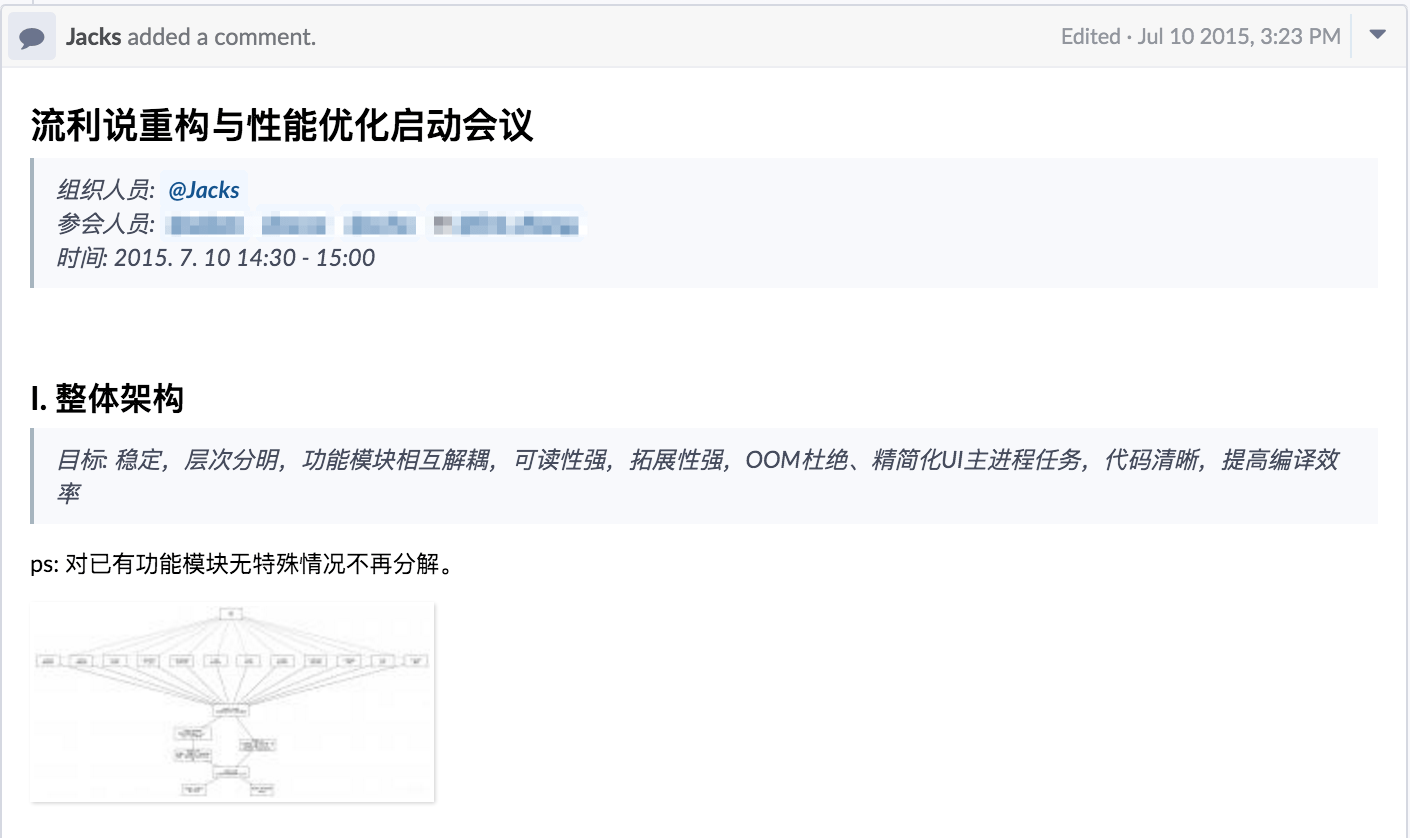 Jacks added a comment.
Edited · Jul 10 2015, 3:23 PM
流利说重构与性能优化启动会议
组织人员: @Jacks
参会人员:
时间: 2015. 7. 10 14:30 - 15:00
I. 整体架构
目标: 稳定，层次分明，功能模块相互解耦，可读性强，拓展性强，OOM杜绝、精简化UI主进程任务，代码清晰，提高编译效
率
ps: 对已有功能模块无特殊情况不再分解。